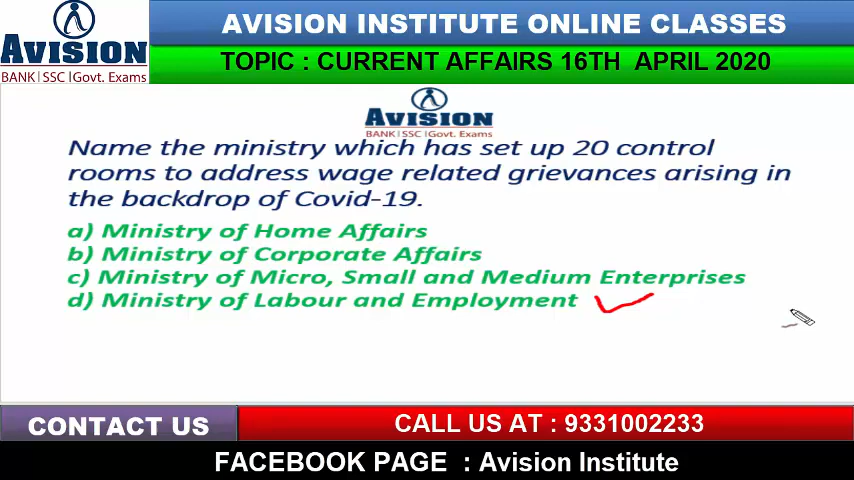 AVISION
BANK|SSC|Govt. Exams
AVISION INSTITUTE ONLINE CLASSES
TOPIC : CURRENT AFFAIRS 16TH APRIL 2020
AVISION
BANK|SSC|Govt. Exams
Name the ministry which has set up 20 control
rooms to address wage related grievances arising in
the backdrop of Covid-19.
a) Ministry of Home Affairs
b) Ministry of Corporate Affairs
c) Ministry of Micro, Small and Medium Enterprises
d) Ministry of Labour and Employment
CONTACT US
CALL US AT : 9331002233
FACEBOOK PAGE : Avision Institute